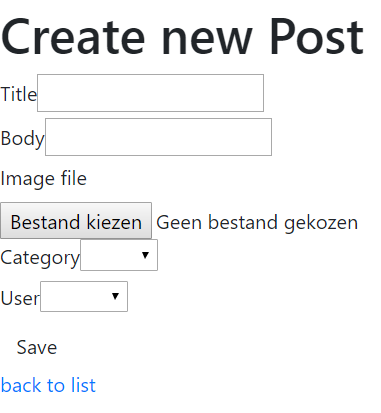 Create new Post
Title
Body
Image file
Bestand kiezen Geen bestand gekozen
Category
User
Save
back to list